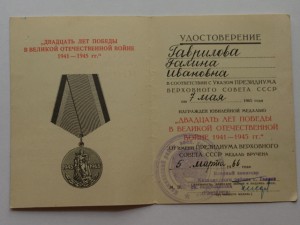 „ДВАДЦАТЬ ЛЕТ ПОБЕДЫ
В ВЕЛИКОЙ ОТЕЧЕСТВЕННОЙ ВОЙНЕ
1941—1945 гг.“
УДОСТОВЕРЕНИЕ
Гаврилова
Галина
Ивановна
В СООТВЕТСТВИИ С УКАЗОМ ПРЕЗИДИУМА
ВЕРХОВНОГО СОВЕТА СССР
от 7 мая 1965 года
НАГРАЖДЕН ЮБИЛЕЙНОЙ МЕДАЛЬЮ
„ДВАДЦАТЬ ЛЕТ ПОБЕДЫ
В ВЕЛИКОЙ ОТЕЧЕСТВЕННОЙ
ВОЙНЕ 1941—1945 гг.“
ПРЕЗИДИУМА ВЕРХОВНОГО
СОВЕТА СССР МЕДАЛЬ ВРУЧЕНА
5 марта 66